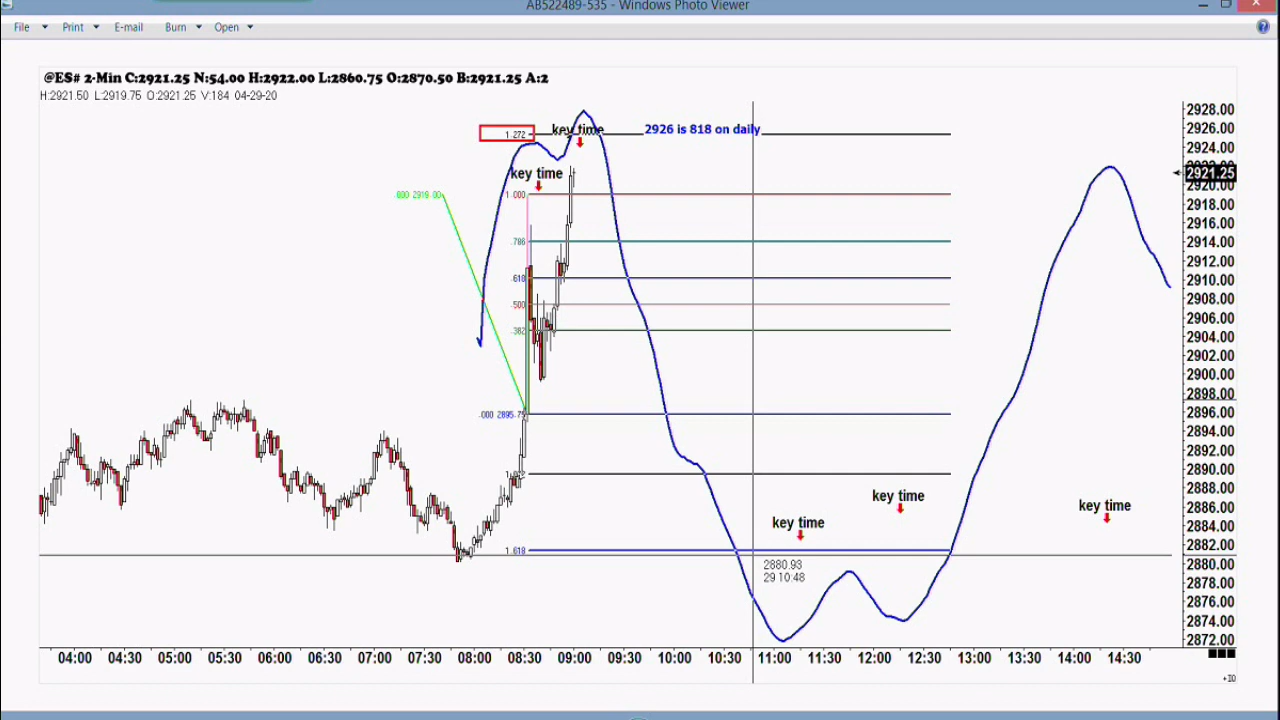 AB522489-535 - Windows Photo Viewer
File Print E-mail Burn Open
@ES# 2-Min C:2921.25 N:54.00 H:2922.00 L:2860.75 O:2870.50 B:2921.25 A:2
H:2921.50 L:2919.75 O:2921.25 V:184 04-29-20
2928.00
1.272 key time 2926 is 818 on daily 2926.00
2924.00
key time 2921.25
2920.00
2919.00 1.000 2918.00
2916.00
.786 2914.00
2912.00
.618 2910.00
2908.00
.500 2906.00
.382 2904.00
2902.00
2900.00
2898.00
.000 2895.75 2896.00
2894.00
2892.00
2890.00
2888.00
key time 2886.00
key time key time 2884.00
1.618 2882.00
2880.93 2880.00
29 10:48 2878.00
2876.00
2874.00
2872.00
04:00 04:30 05:00 05:30 06:00 06:30 07:00 07:30 08:00 08:30 09:00 09:30 10:00 10:30 11:00 11:30 12:00 12:30 13:00 13:30 14:00 14:30